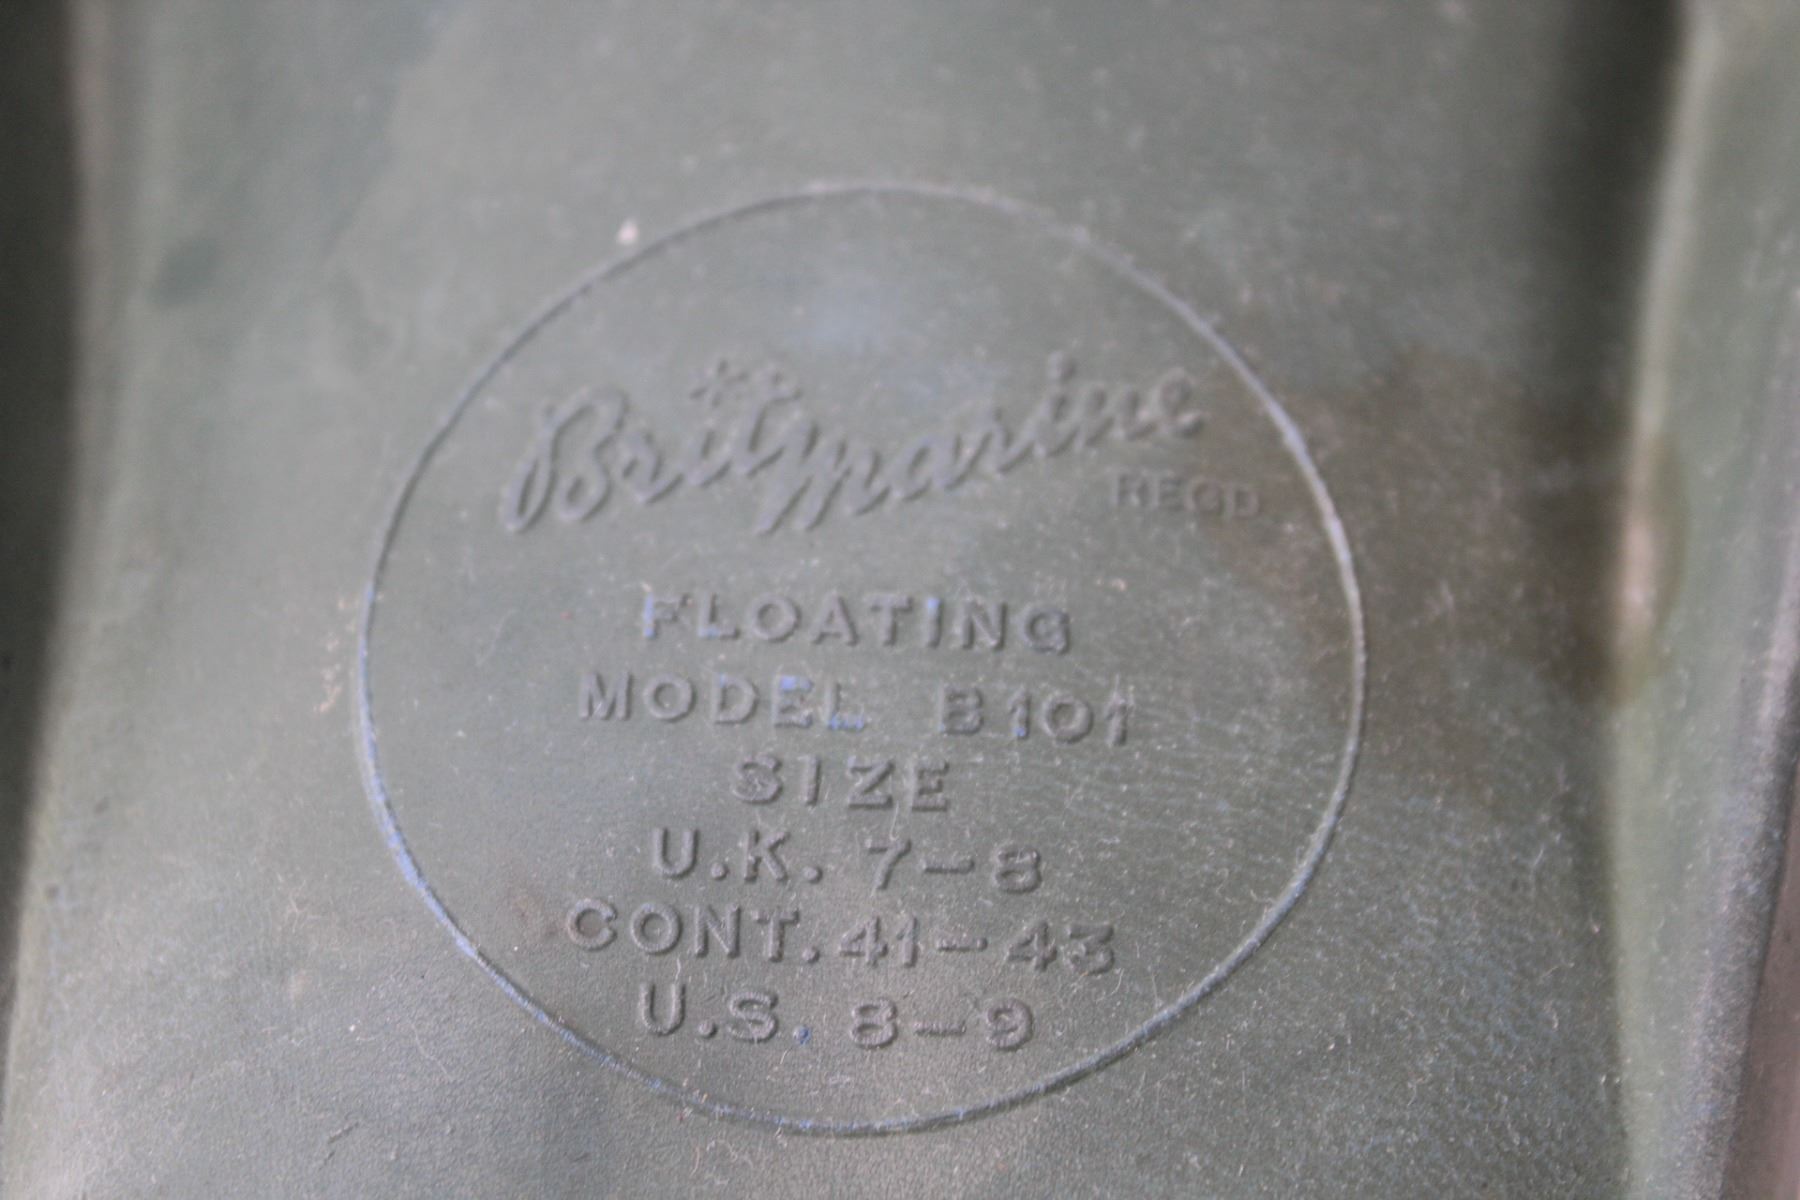 Britmarine
REGD
FLOATING
MODEL B101
SIZE
U.K. 7-8
CONT. 41-43
U.S. 8-9